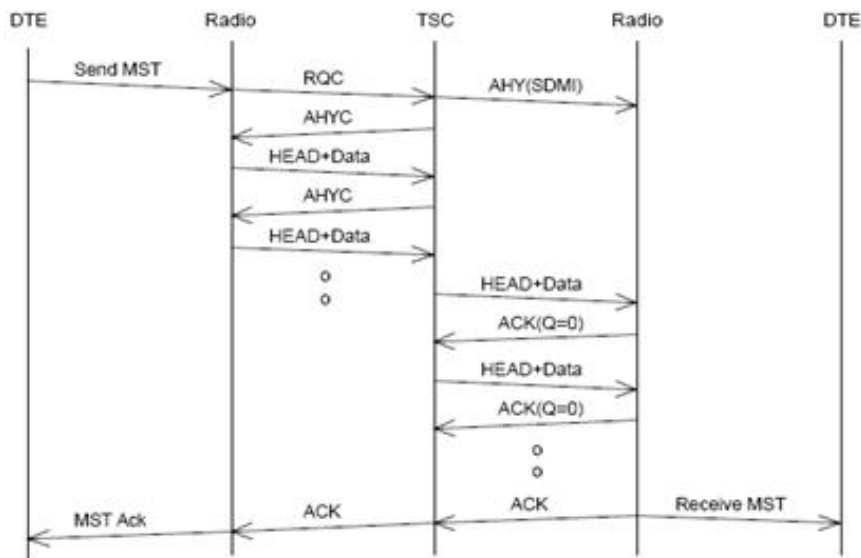 DTE Radio TSC Radio DTE
Send MST
RQC
AHY(SDMI)
AHYC
HEAD+Data
AHYC
HEAD+Data
HEAD+Data
ACK(Q=0)
HEAD+Data
ACK(Q=0)
MST Ack ACK ACK Receive MST